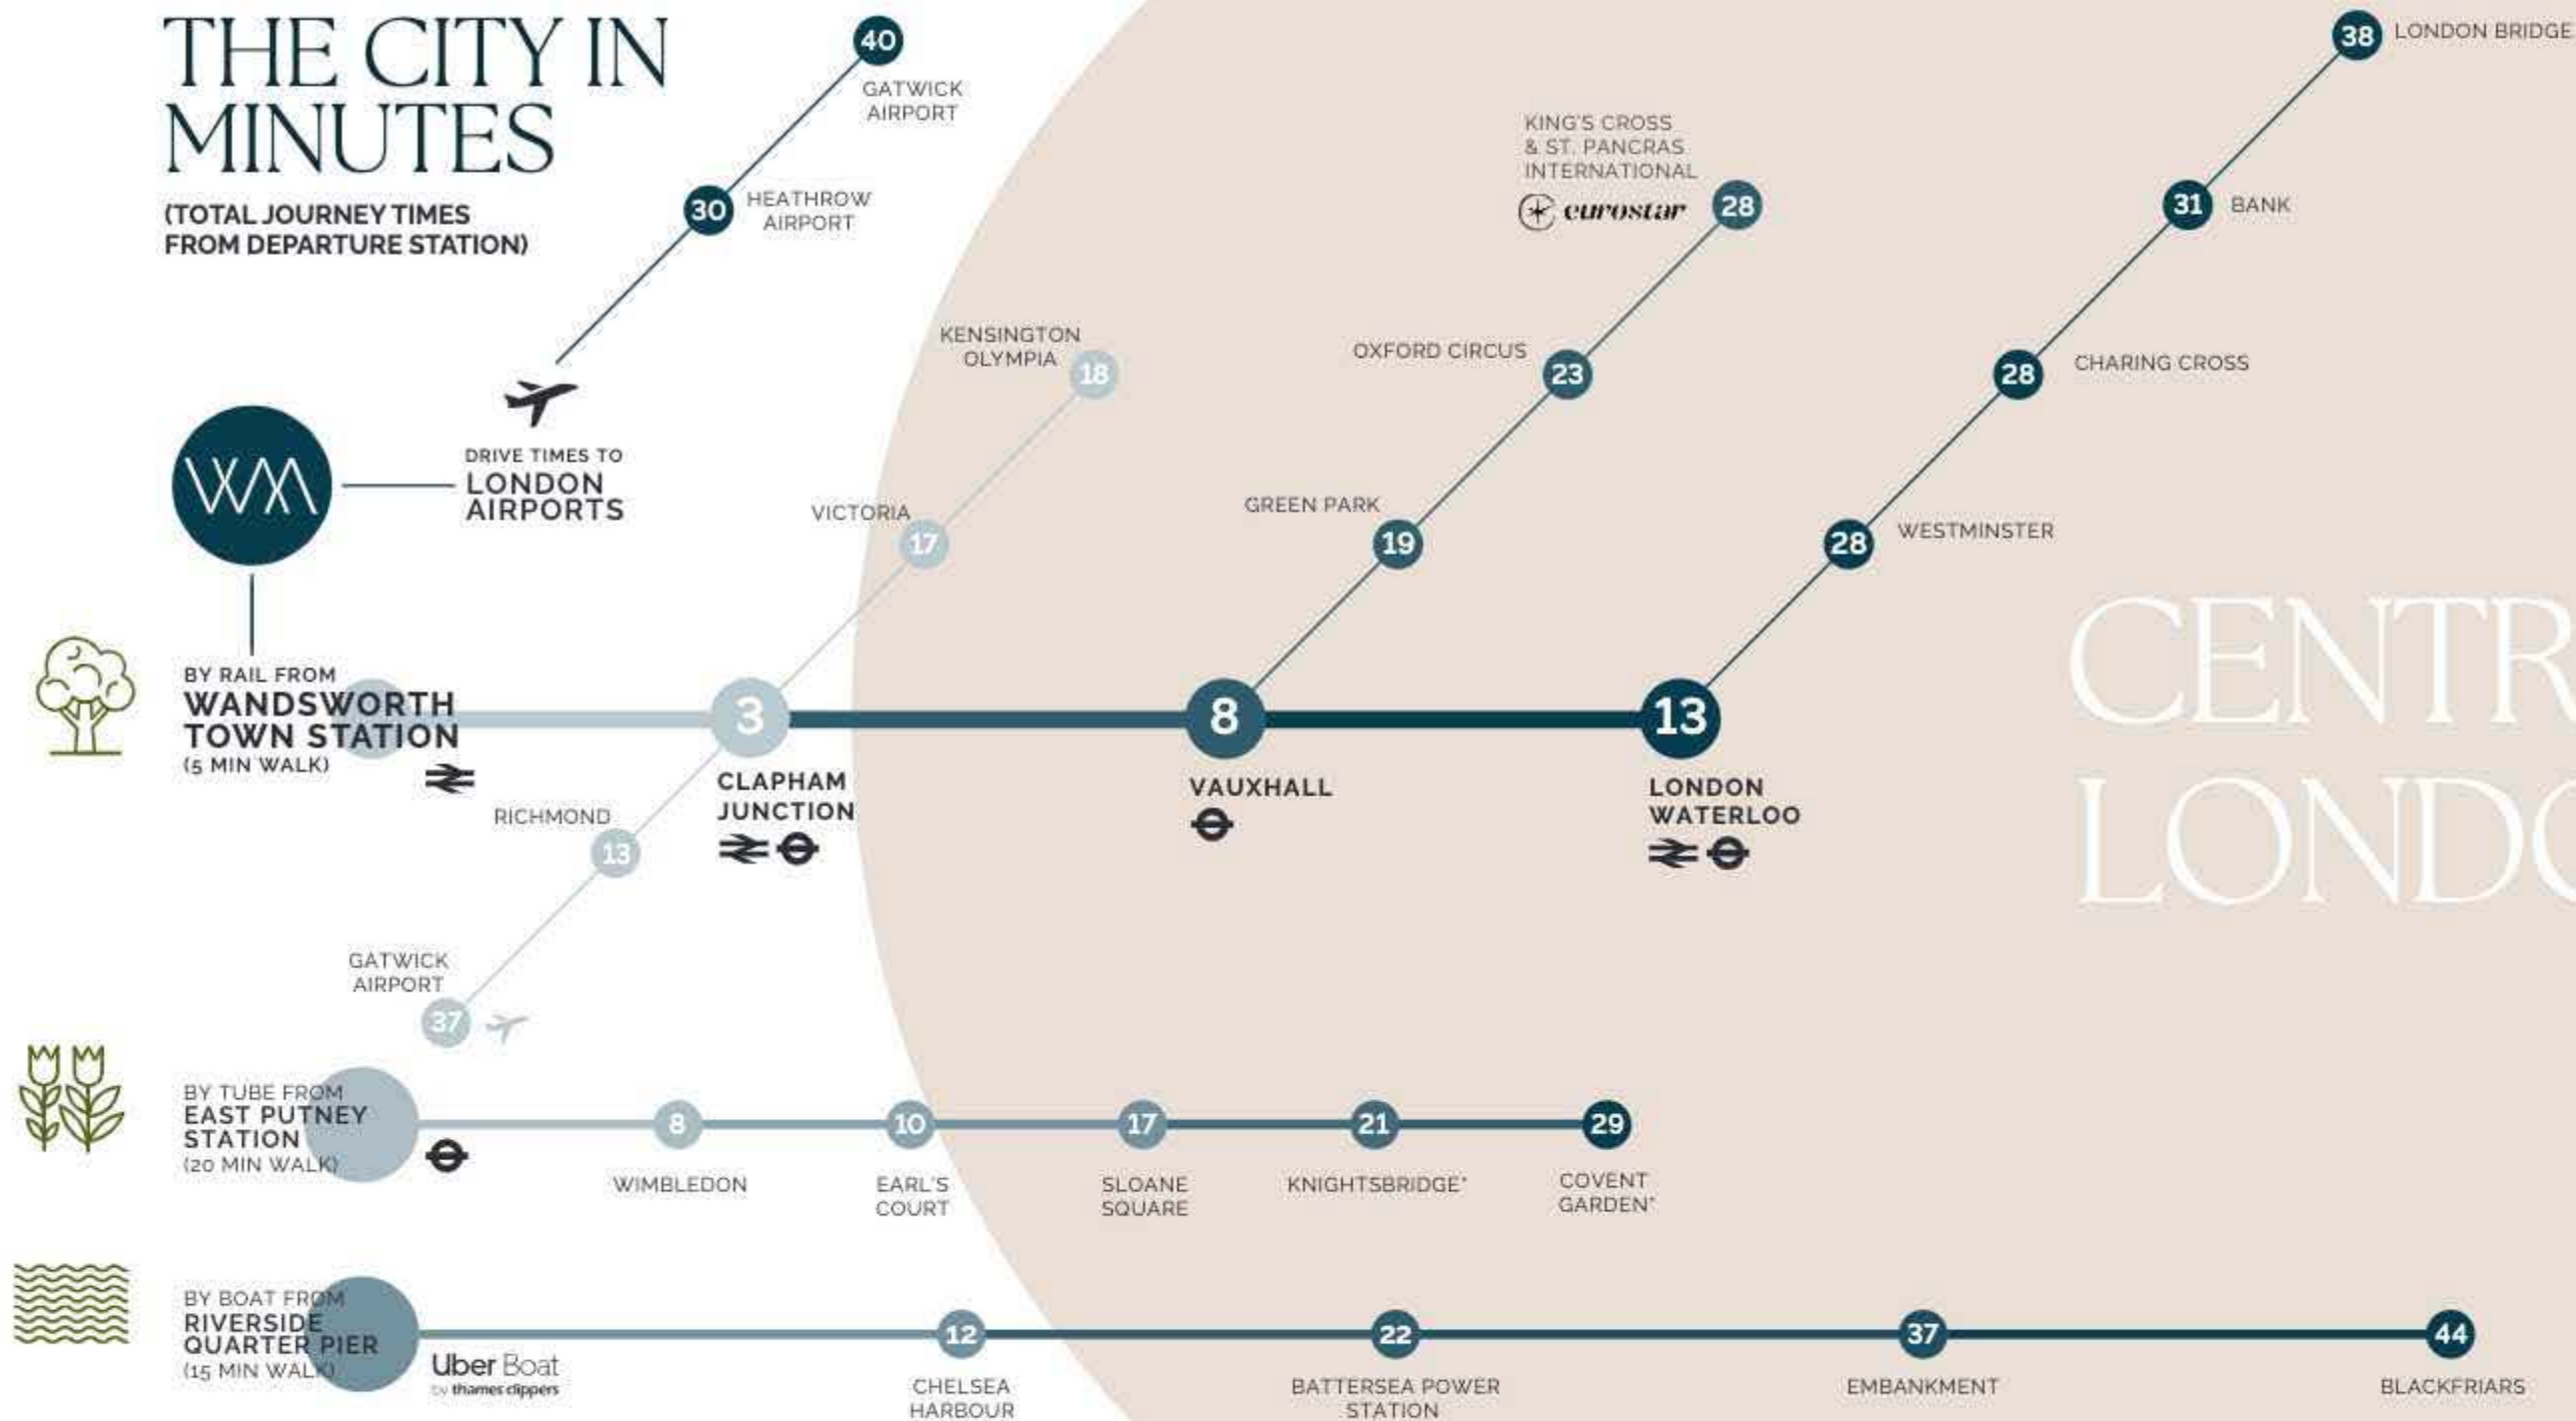 THE CITY IN
MINUTES
(TOTAL JOURNEY TIMES
FROM DEPARTURE STATION)
40
GATWICK
AIRPORT
30
HEATHROW
AIRPORT
WM
DRIVE TIMES TO
LONDON
AIRPORTS
BY RAIL FROM
WANDSWORTH
TOWN STATION
(5 MIN WALK)
3
CLAPHAM
JUNCTION
VICTORIA
17
KENSINGTON
OLYMPIA
18
RICHMOND
13
GATWICK
AIRPORT
37
8
VAUXHALL
GREEN PARK
19
OXFORD CIRCUS
23
KING'S CROSS
& ST. PANCRAS
INTERNATIONAL
eurostar
28
13
LONDON
WATERLOO
28
WESTMINSTER
28
CHARING CROSS
31
BANK
38
LONDON BRIDGE
CENTR
LONDO
BY TUBE FROM
EAST PUTNEY
STATION
(20 MIN WALK)
8
WIMBLEDON
10
EARL'S
COURT
17
SLOANE
SQUARE
21
KNIGHTSBRIDGE*
29
COVENT
GARDEN*
BY BOAT FROM
RIVERSIDE
QUARTER PIER
(15 MIN WALK)
Uber Boat
by thames clippers
12
CHELSEA
HARBOUR
22
BATTERSEA POWER
STATION
37
EMBANKMENT
44
BLACKFRIARS